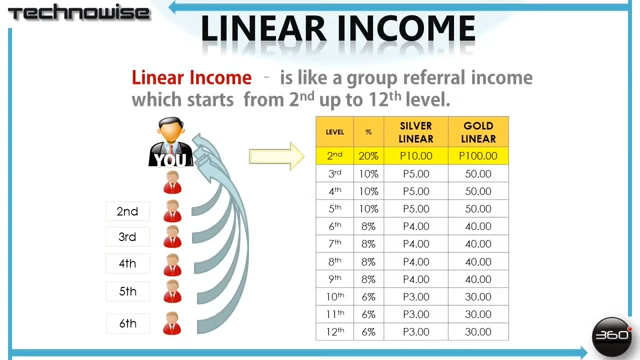 TECHNOWISE
LINEAR INCOME
Linear Income - is like a group referral income
which starts from 2nd up to 12th level.
YOU
2nd
3rd
4th
5th
6th
LEVEL % SILVER LINEAR GOLD LINEAR
2nd 20% P10.00 P100.00
3rd 10% P5.00 50.00
4th 10% P5.00 50.00
5th 10% P5.00 50.00
6th 8% P4.00 40.00
7th 8% P4.00 40.00
8th 8% P4.00 40.00
9th 8% P4.00 40.00
10th 6% P3.00 30.00
11th 6% P3.00 30.00
12th 6% P3.00 30.00
360°